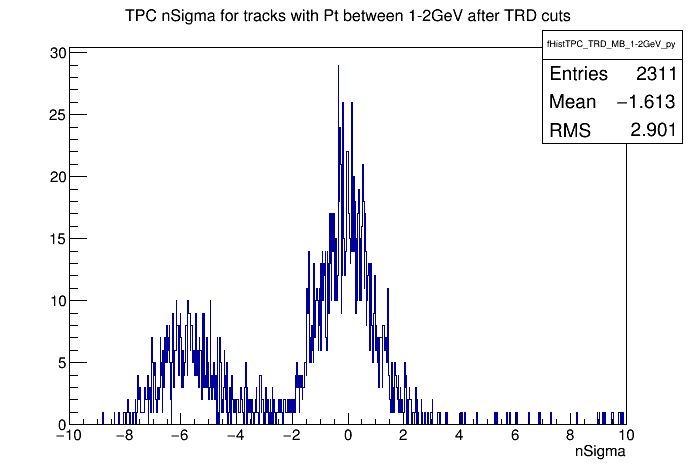 TPC nSigma for tracks with Pt between 1-2GeV after TRD cuts
fHistTPC_TRD_MB_1-2GeV_py
Entries 2311
Mean −1.613
RMS 2.901
30
25
20
15
10
5
0
−10 −8 −6 −4 −2 0 2 4 6 8 10
nSigma